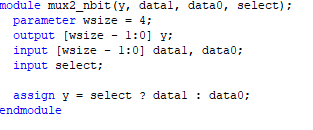 module mux2_nbit(y, data1, data0, select);
  parameter wsize = 4;
  output [wsize - 1:0] y;
  input [wsize - 1:0] data1, data0;
  input select;

  assign y = select ? data1 : data0;
endmodule